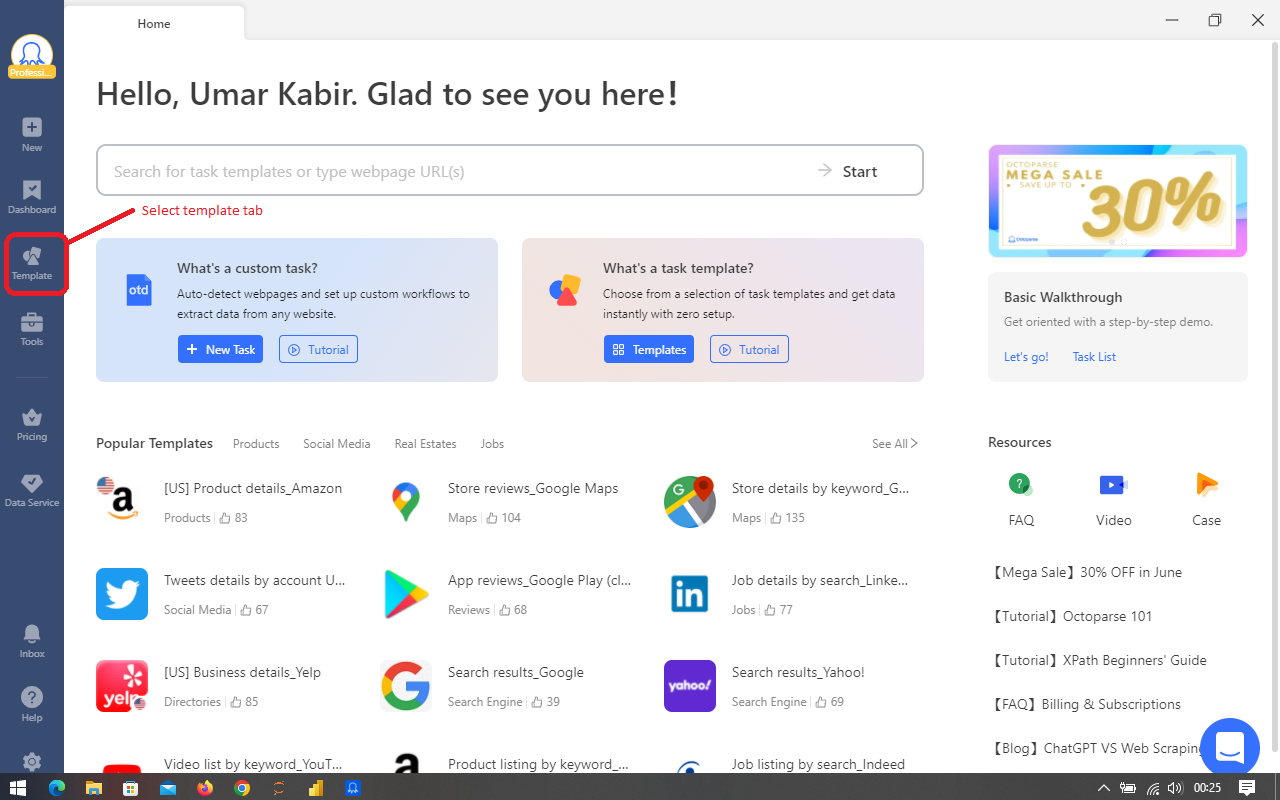 Home
Professi...
New
Dashboard
Template
Tools
Pricing
Data Service
Inbox
Help
Hello, Umar Kabir. Glad to see you here!
Search for task templates or type webpage URL(s)
Start
Select template tab
otd
What's a custom task?
Auto-detect webpages and set up custom workflows to
extract data from any website.
New Task
Tutorial
What's a task template?
Choose from a selection of task templates and get data
instantly with zero setup.
Templates
Tutorial
OCTOPARSE
MEGA SALE
SAVE UP TO
30%
Octoparse
Basic Walkthrough
Get oriented with a step-by-step demo.
Let's go!
Task List
Popular Templates
Products
Social Media
Real Estates
Jobs
See All
[US] Product details_Amazon
Products
83
Store reviews_Google Maps
Maps
104
Store details by keyword_G...
Maps
135
Tweets details by account U...
Social Media
67
App reviews_Google Play (cl...
Reviews
68
in
Job details by search_Linke...
Jobs
77
yelp
[US] Business details_Yelp
Directories
85
Search results_Google
Search Engine
39
yahoo!
Search results_Yahoo!
Search Engine
69
Video list by keyword_YouT...
Product listing by keyword_...
Job listing by search_Indeed
Resources
FAQ
Video
Case
【Mega Sale】30% OFF in June
【Tutorial】Octoparse 101
【Tutorial】XPath Beginners' Guide
【FAQ】Billing & Subscriptions
【Blog】ChatGPT VS Web Scraping
00:25